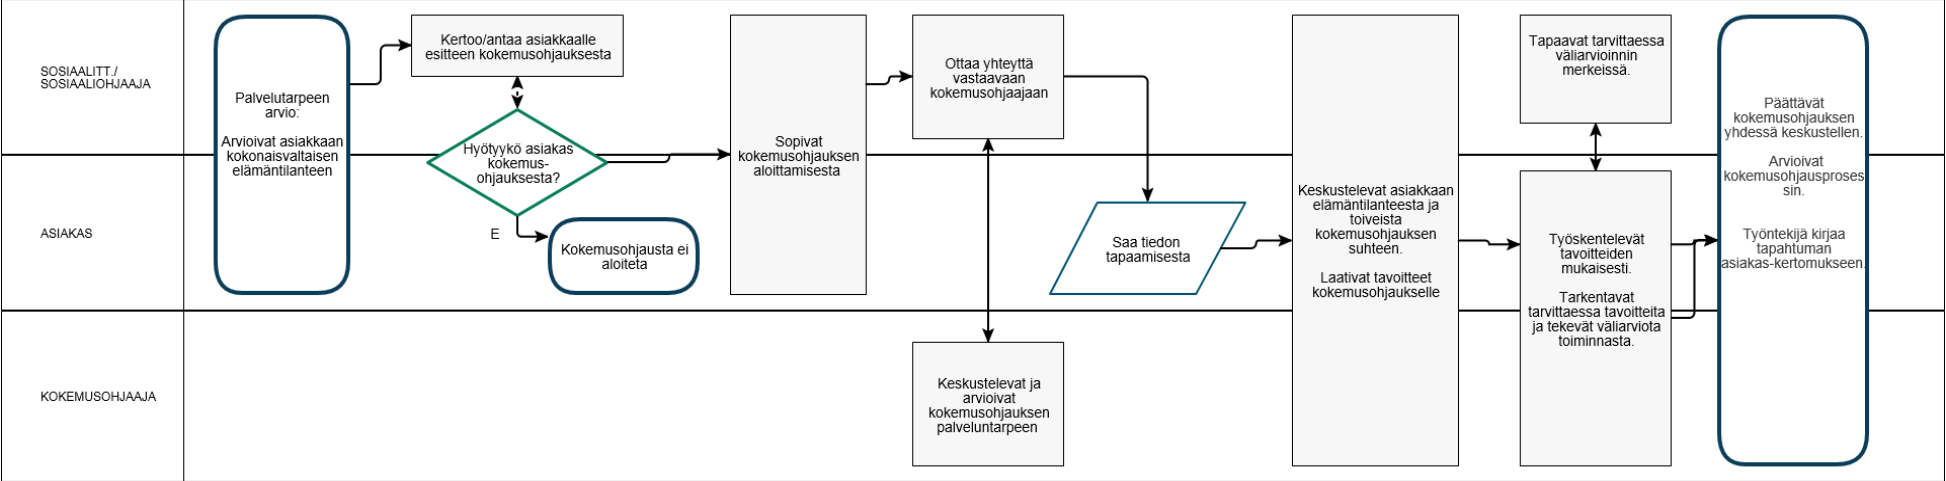 SOSIAALITT./
SOSIAALIOHJAAJA
ASIAKAS
KOKEMUSOHJAAJA
Palvelutarpeen
arvio:
Arvioivat asiakkaan
kokonaisvaltaisen
elämäntilanteen
Kertoo/antaa asiakkaalle
esitteen kokemusohjauksesta
Hyötyykö asiakas
kokemus-
ohjauksesta?
E
Kokemusohjausta ei
aloiteta
Sopivat
kokemusohjauksen
aloittamisesta
Ottaa yhteyttä
vastaavaan
kokemusohjaajaan
Keskustelevat ja
arvioivat
kokemusohjauksen
palveluntarpeen
Saa tiedon
tapaamisesta
Keskustelevat asiakkaan
elämäntilanteesta ja
toiveista
kokemusohjauksen
suhteen.
Laativat tavoitteet
kokemusohjaukselle
Tapaavat tarvittaessa
väliarvioinnin
merkeissä.
Työskentelevät
tavoitteiden
mukaisesti.
Tarkentavat
tarvittaessa tavoitteita
ja tekevät väliarviota
toiminnasta.
Päättävät
kokemusohjauksen
yhdessä keskustellen.
Arvioivat
kokemusohjausproses
sin.
Työntekijä kirjaa
tapahtuman
asiakas-kertomukseen.